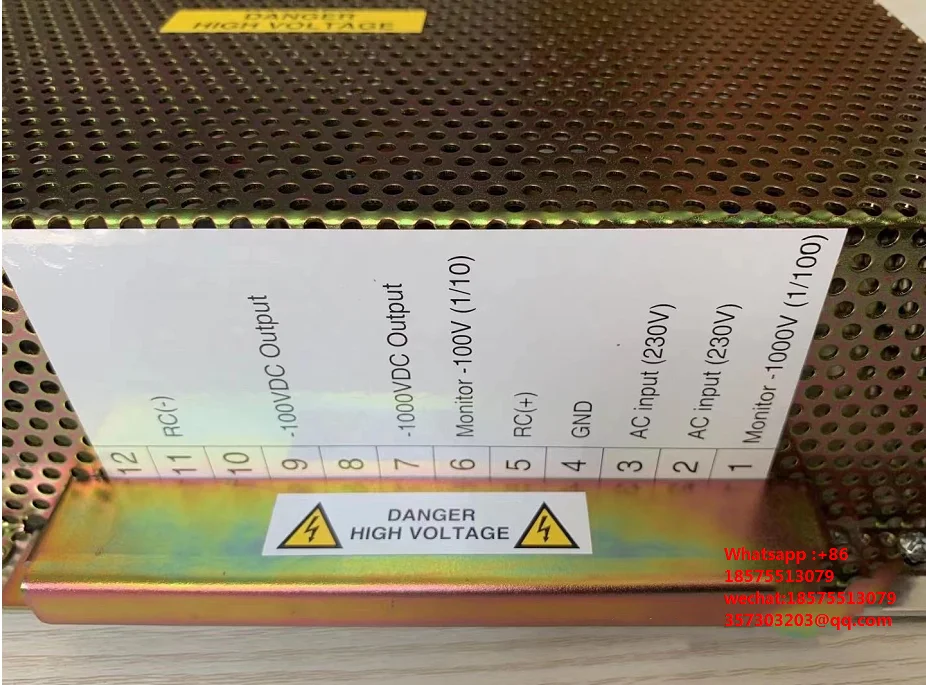 DANGER
HIGH VOLTAGE
12
11 RC(-)
10
9 -100VDC Output
8
7 -1000VDC Output
6 Monitor -100V (1/10)
5 RC(+)
4 GND
3 AC input (230V)
2 AC input (230V)
1 Monitor -1000V (1/100)
DANGER
HIGH VOLTAGE
Whatsapp :+86
18575513079
wechat:18575513079
357303203@qq.com